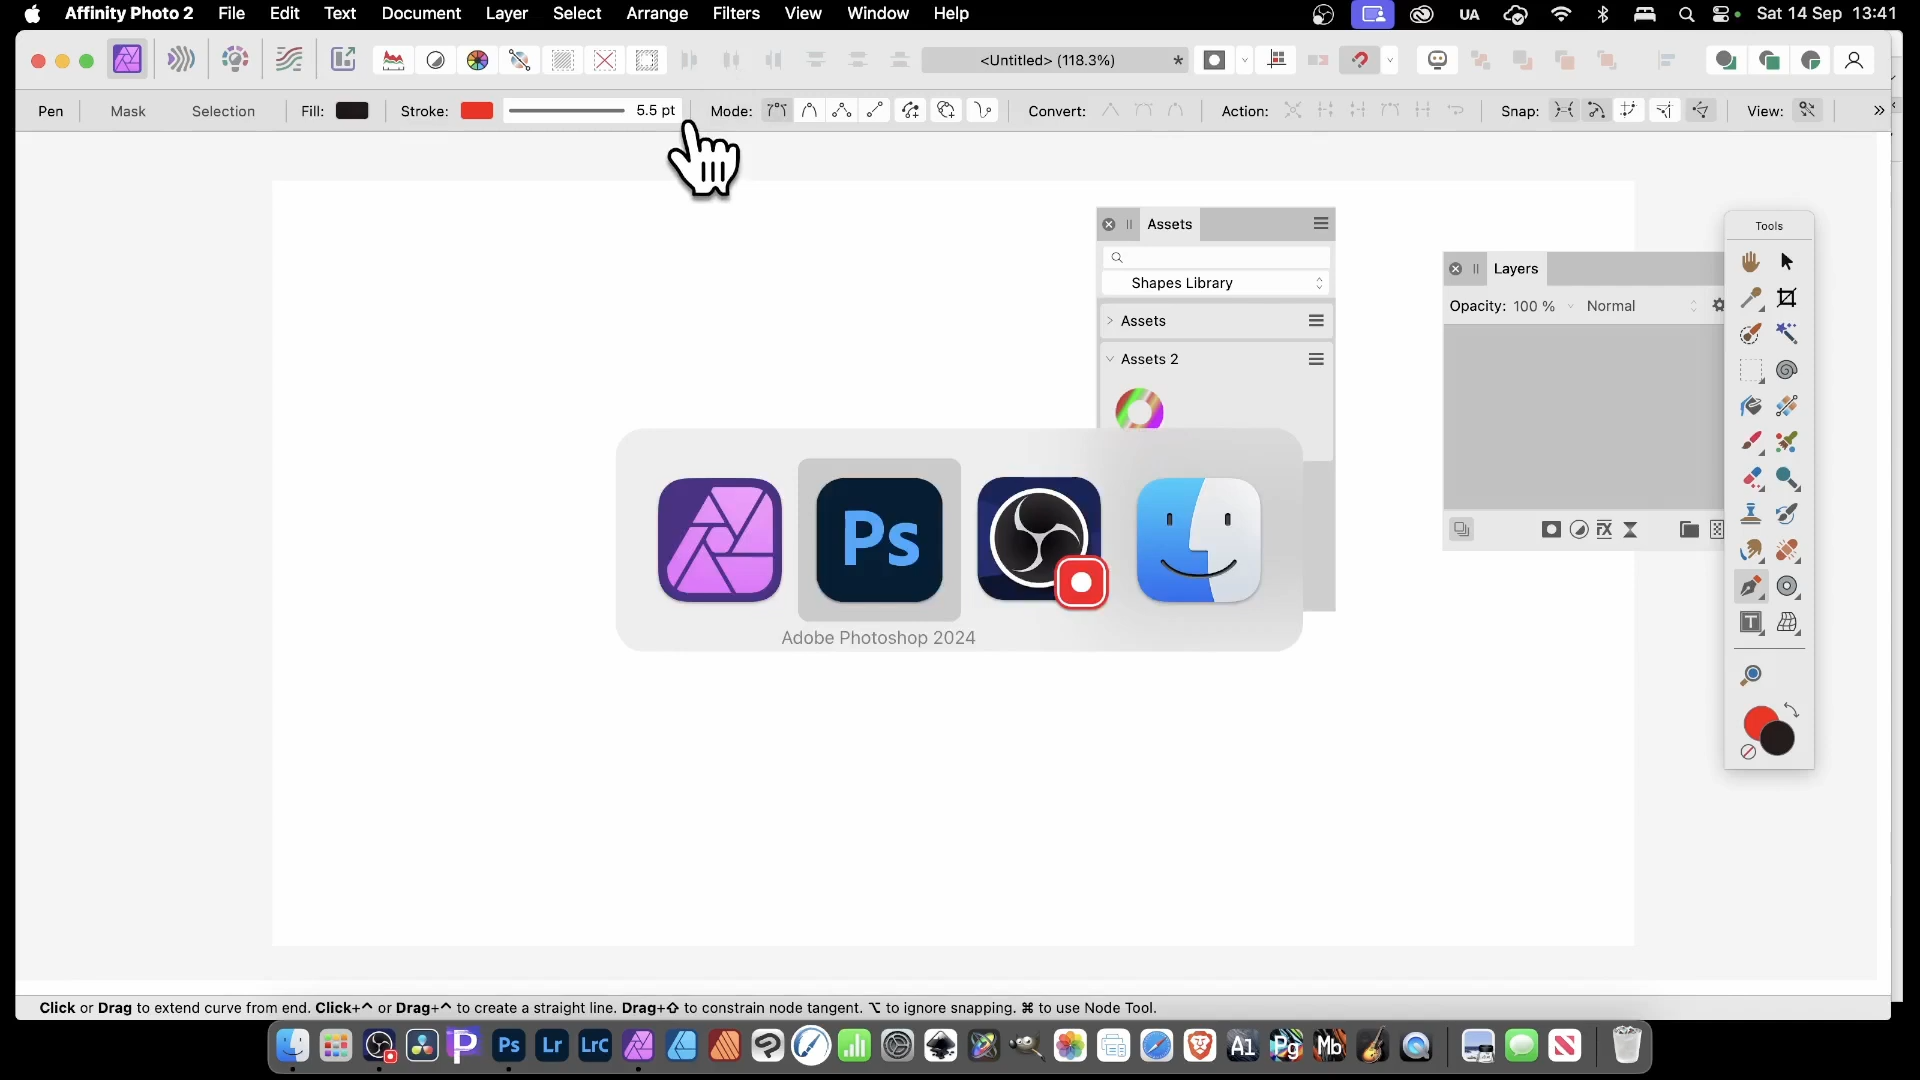 Affinity Photo 2 File Edit Text Document Layer Select Arrange Filters View Window Help UA Sat 14 Sep 13:41
<Untitled> (118.3%) *
Pen Mask Selection Fill: Stroke: 5.5 pt Mode: Convert: Action: Snap: View: »
Assets
Shapes Library
Assets
Assets 2
Layers
Opacity: 100 % Normal
FX
Tools
T
Ps
Adobe Photoshop 2024
Click or Drag to extend curve from end. Click+^ or Drag+^ to create a straight line. Drag+⇧ to constrain node tangent. ⌥ to ignore snapping. ⌘ to use Node Tool.
P Ps Lr LrC A1 Pg Mb N